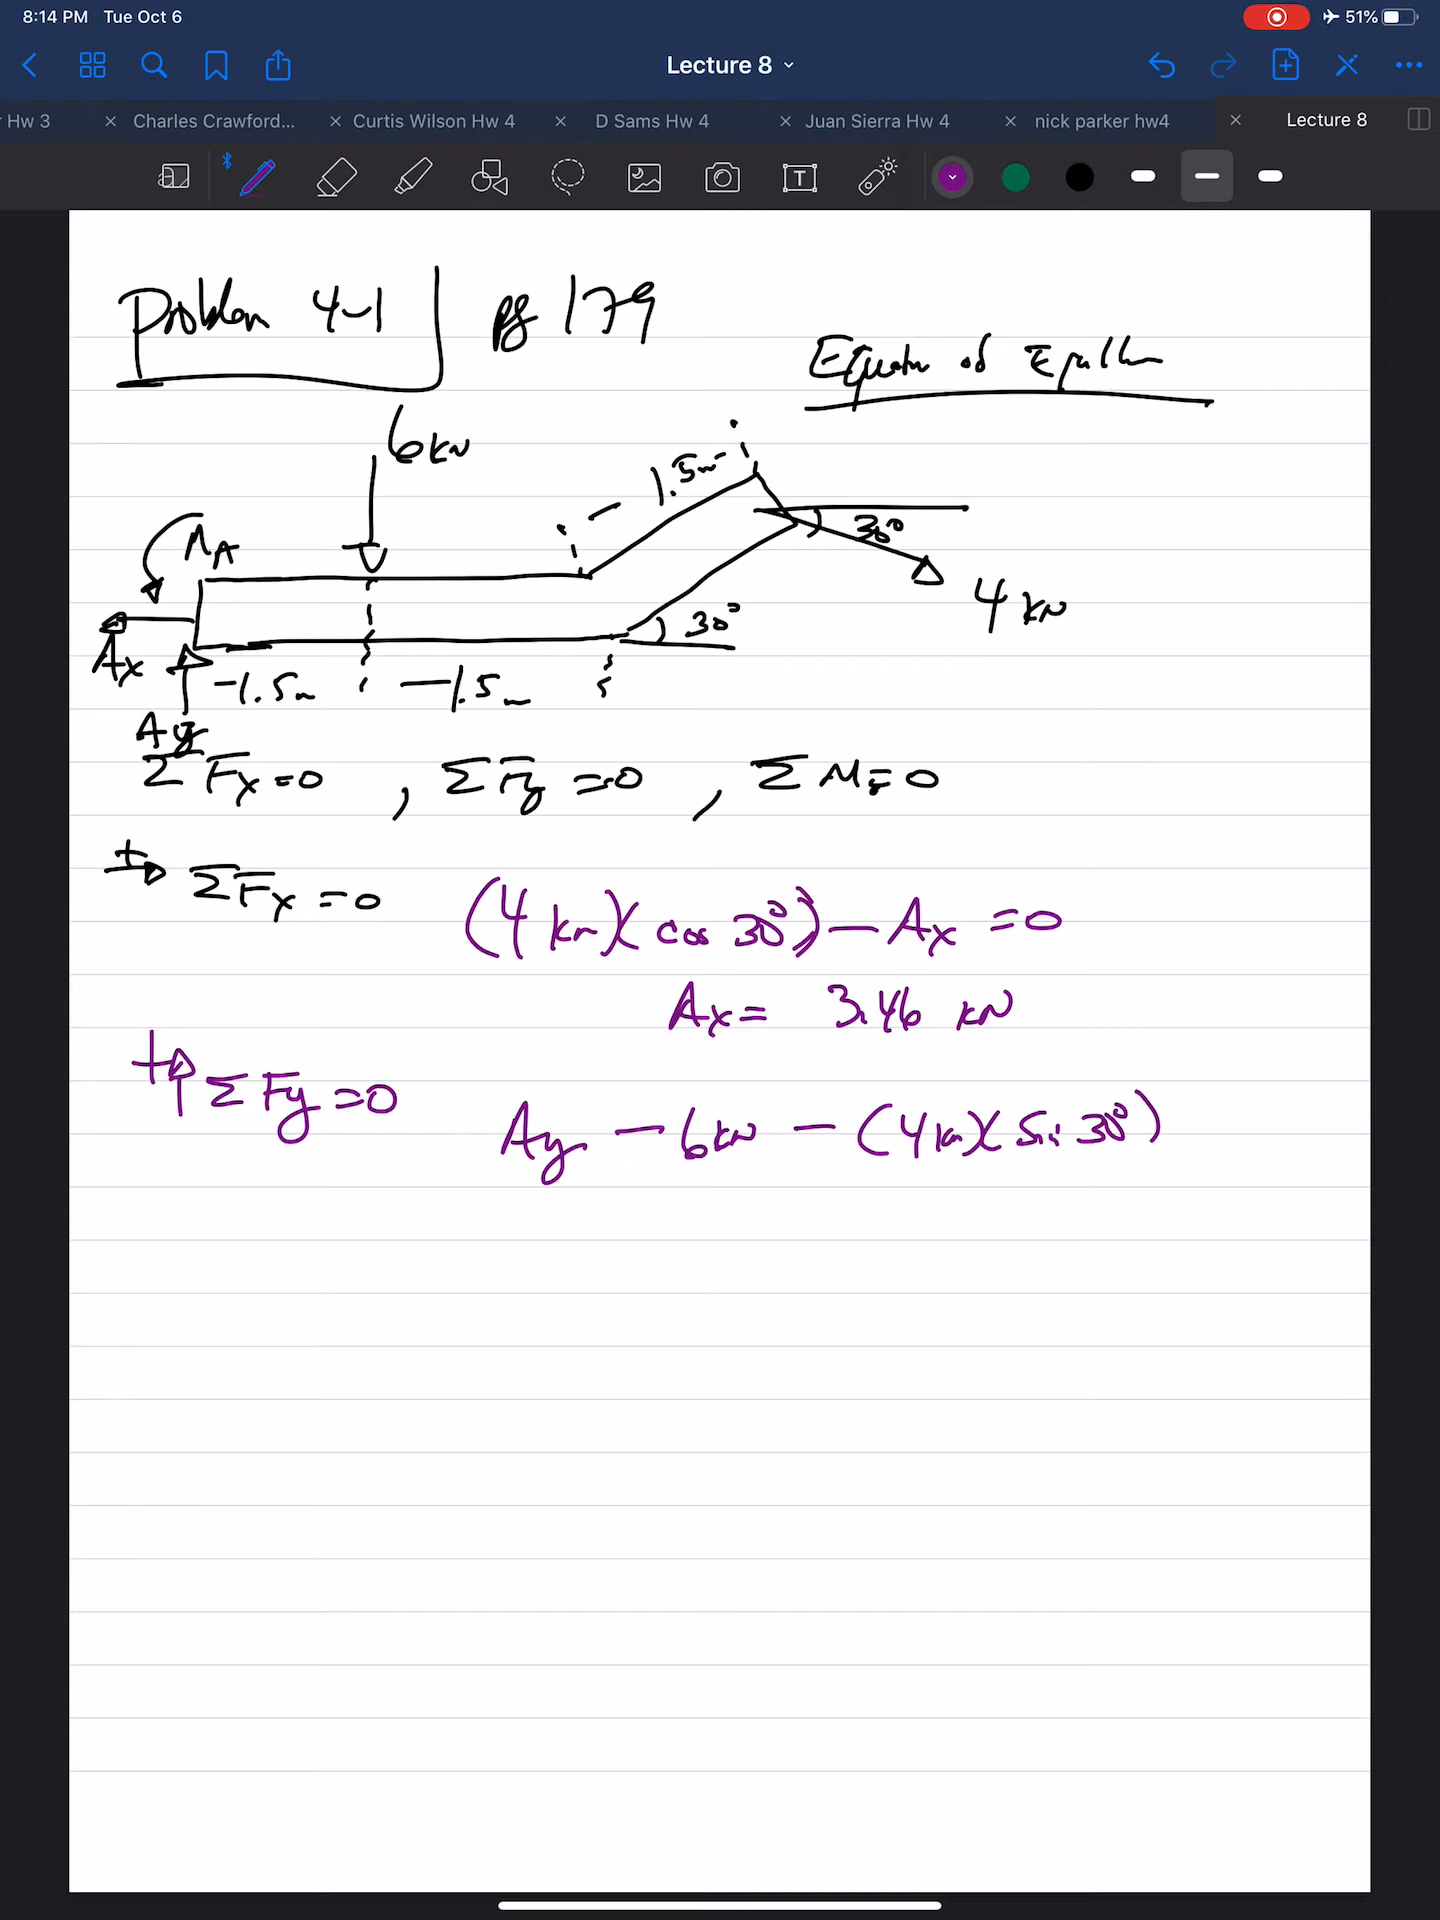 8:14 PM Tue Oct 6 51%
Lecture 8
Hw 3 × Charles Crawford... × Curtis Wilson Hw 4 × D Sams Hw 4 × Juan Sierra Hw 4 × nick parker hw4 × Lecture 8
T
Problem 4-1 pg 179
Equation of
6 kN
1.5m
MA
30°
4 kN
30°
Ax
1.5m 1.5m
Ay
ΣFx=0 , ΣFy=0 , ΣM=0
+→ ΣFx=0 (4 kN)(cos 30°) - Ax =0
Ax= 3.46 kN
+↑ ΣFy=0 Ay - 6kN - (4kN)(sin 30°)